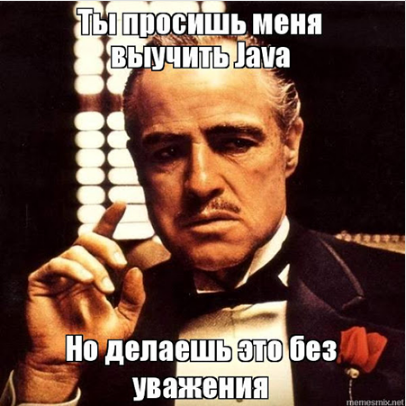 Ты просишь меня
выучить Java
Но делаешь это без
уважения
memesmix.net